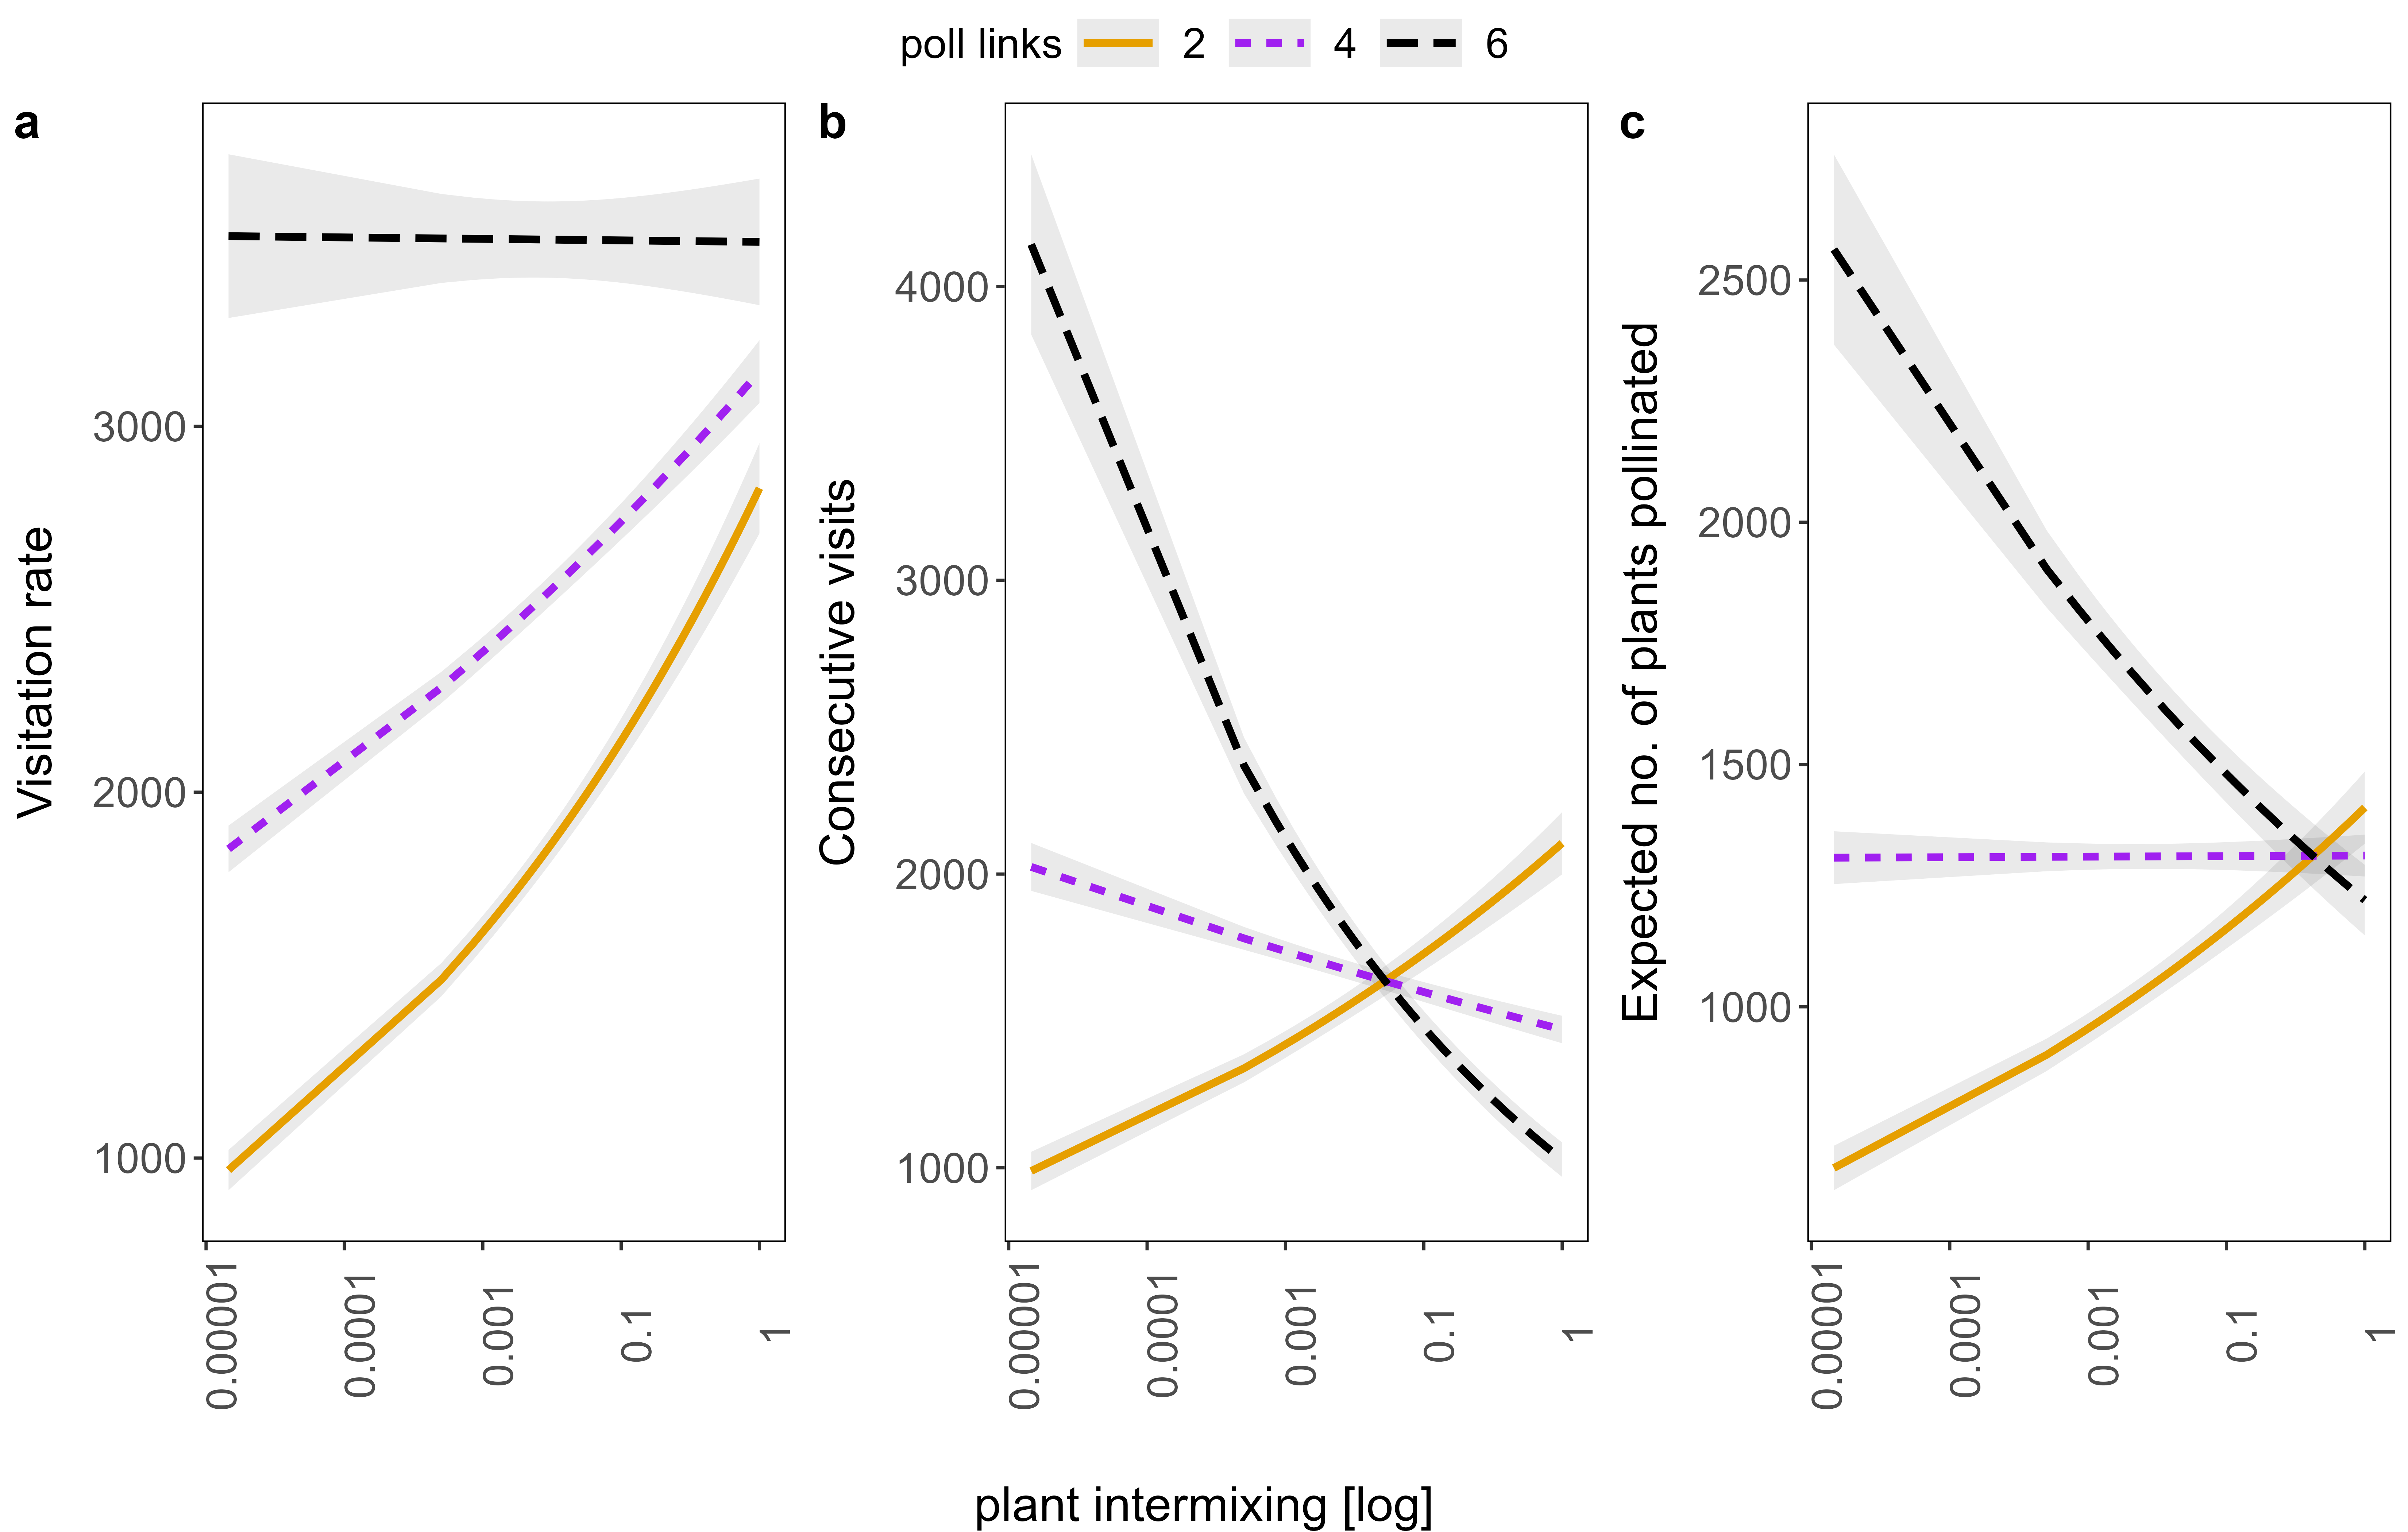 poll links 2 4 6
a
Visitation rate
3000
2000
1000
0.00001 0.0001 0.001 0.1 1
b
Consecutive visits
4000
3000
2000
1000
0.00001 0.0001 0.001 0.1 1
c
Expected no. of plants pollinated
2500
2000
1500
1000
0.00001 0.0001 0.001 0.1 1
plant intermixing [log]